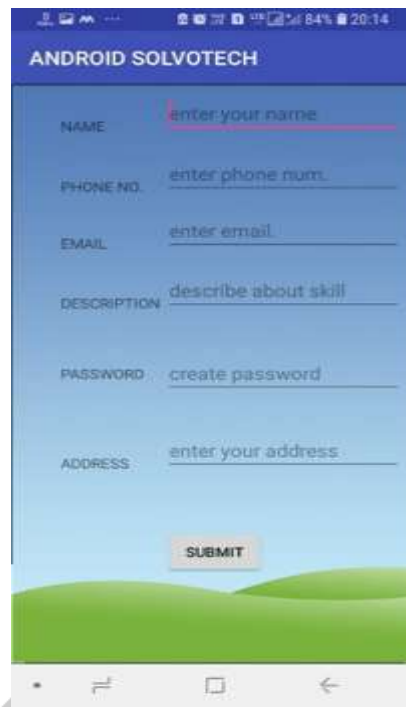 84% 20:14
ANDROID SOLVOTECH
NAME enter your name
PHONE NO. enter phone num.
EMAIL enter email
DESCRIPTION describe about skill
PASSWORD create password
ADDRESS enter your address
SUBMIT